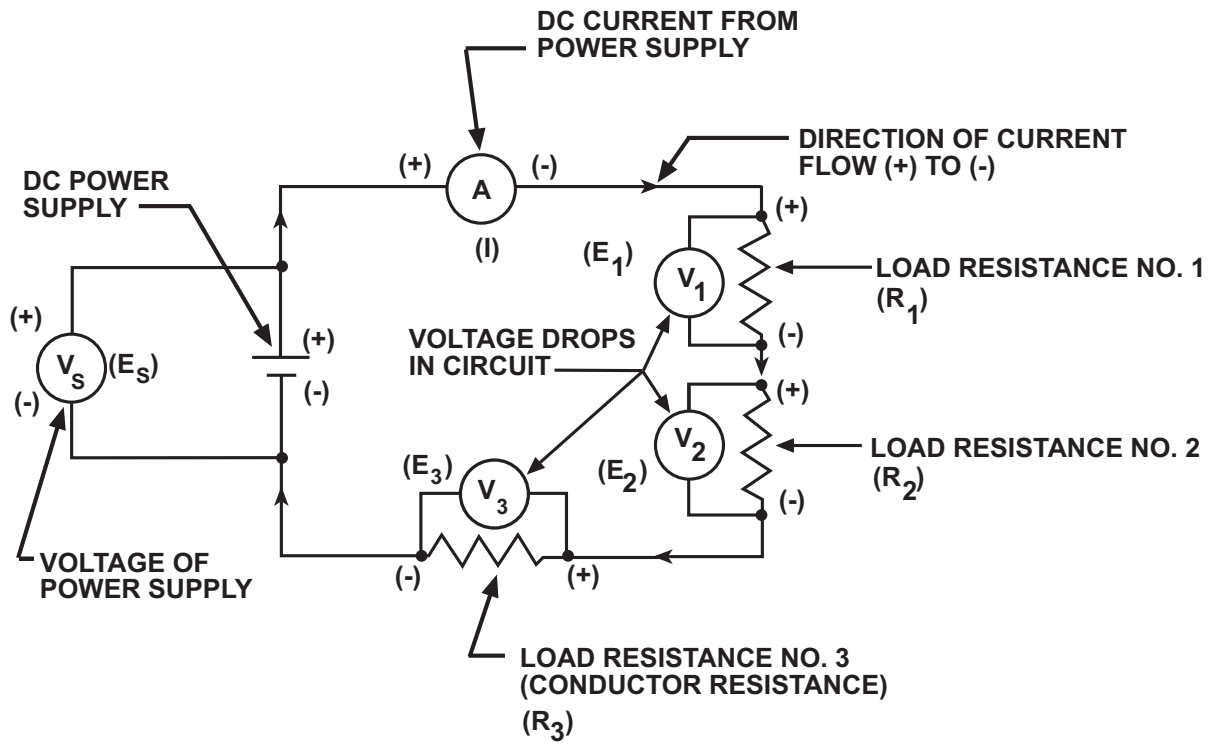 DC CURRENT FROM
POWER SUPPLY
DIRECTION OF CURRENT
FLOW (+) TO (-)
DC POWER
SUPPLY
(+)
A
(-)
(I)
(+)
(E1)
V1
LOAD RESISTANCE NO. 1
(R1)
(-)
(+)
VS
(ES)
(-)
(+)
(-)
VOLTAGE DROPS
IN CIRCUIT
(+)
V2
(E2)
LOAD RESISTANCE NO. 2
(R2)
(-)
(E3)
V3
(-)
(+)
VOLTAGE OF
POWER SUPPLY
LOAD RESISTANCE NO. 3
(CONDUCTOR RESISTANCE)
(R3)